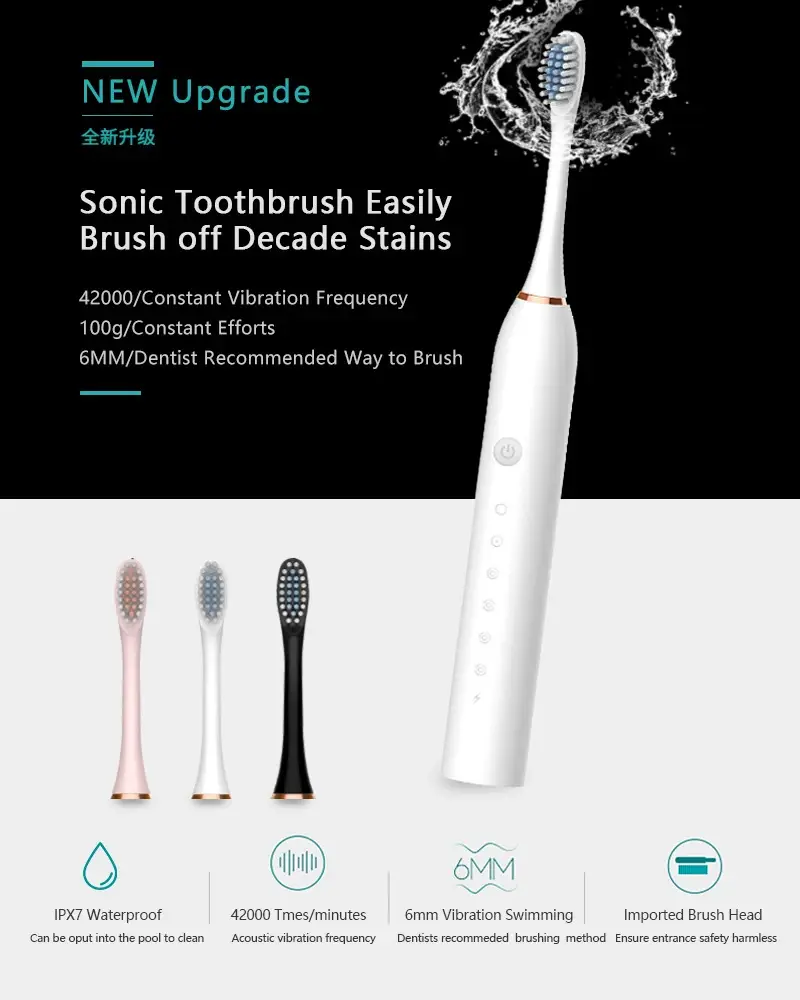 NEW Upgrade
全新升级
Sonic Toothbrush Easily
Brush off Decade Stains
42000/Constant Vibration Frequency
100g/Constant Efforts
6MM/Dentist Recommended Way to Brush
6MM
IPX7 Waterproof
Can be oput into the pool to clean
42000 Tmes/minutes
Acoustic vibration frequency
6mm Vibration Swimming
Dentists recommeded brushing method
Imported Brush Head
Ensure entrance safety harmless